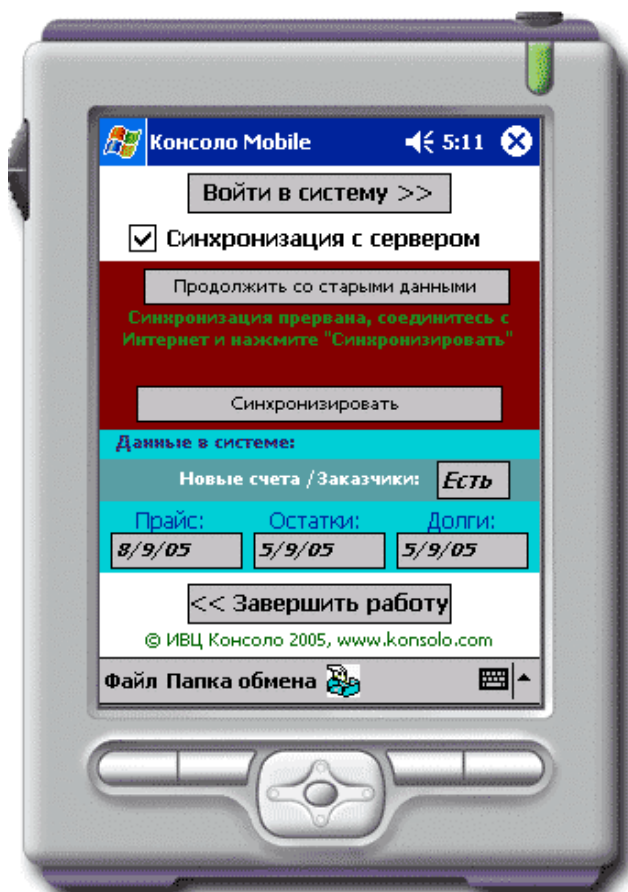 Консоло Mobile 5:11
Войти в систему >>
Синхронизация с сервером
Продолжить со старыми данными
Синхронизация прервана, соединитесь с
Интернет и нажмите "Синхронизировать"
Синхронизировать
Данные в системе:
Новые счета /Заказчики: Есть
Прайс: Остатки: Долги:
8/9/05 5/9/05 5/9/05
<< Завершить работу
© ИВЦ Консоло 2005, www.konsolo.com
Файл Папка обмена